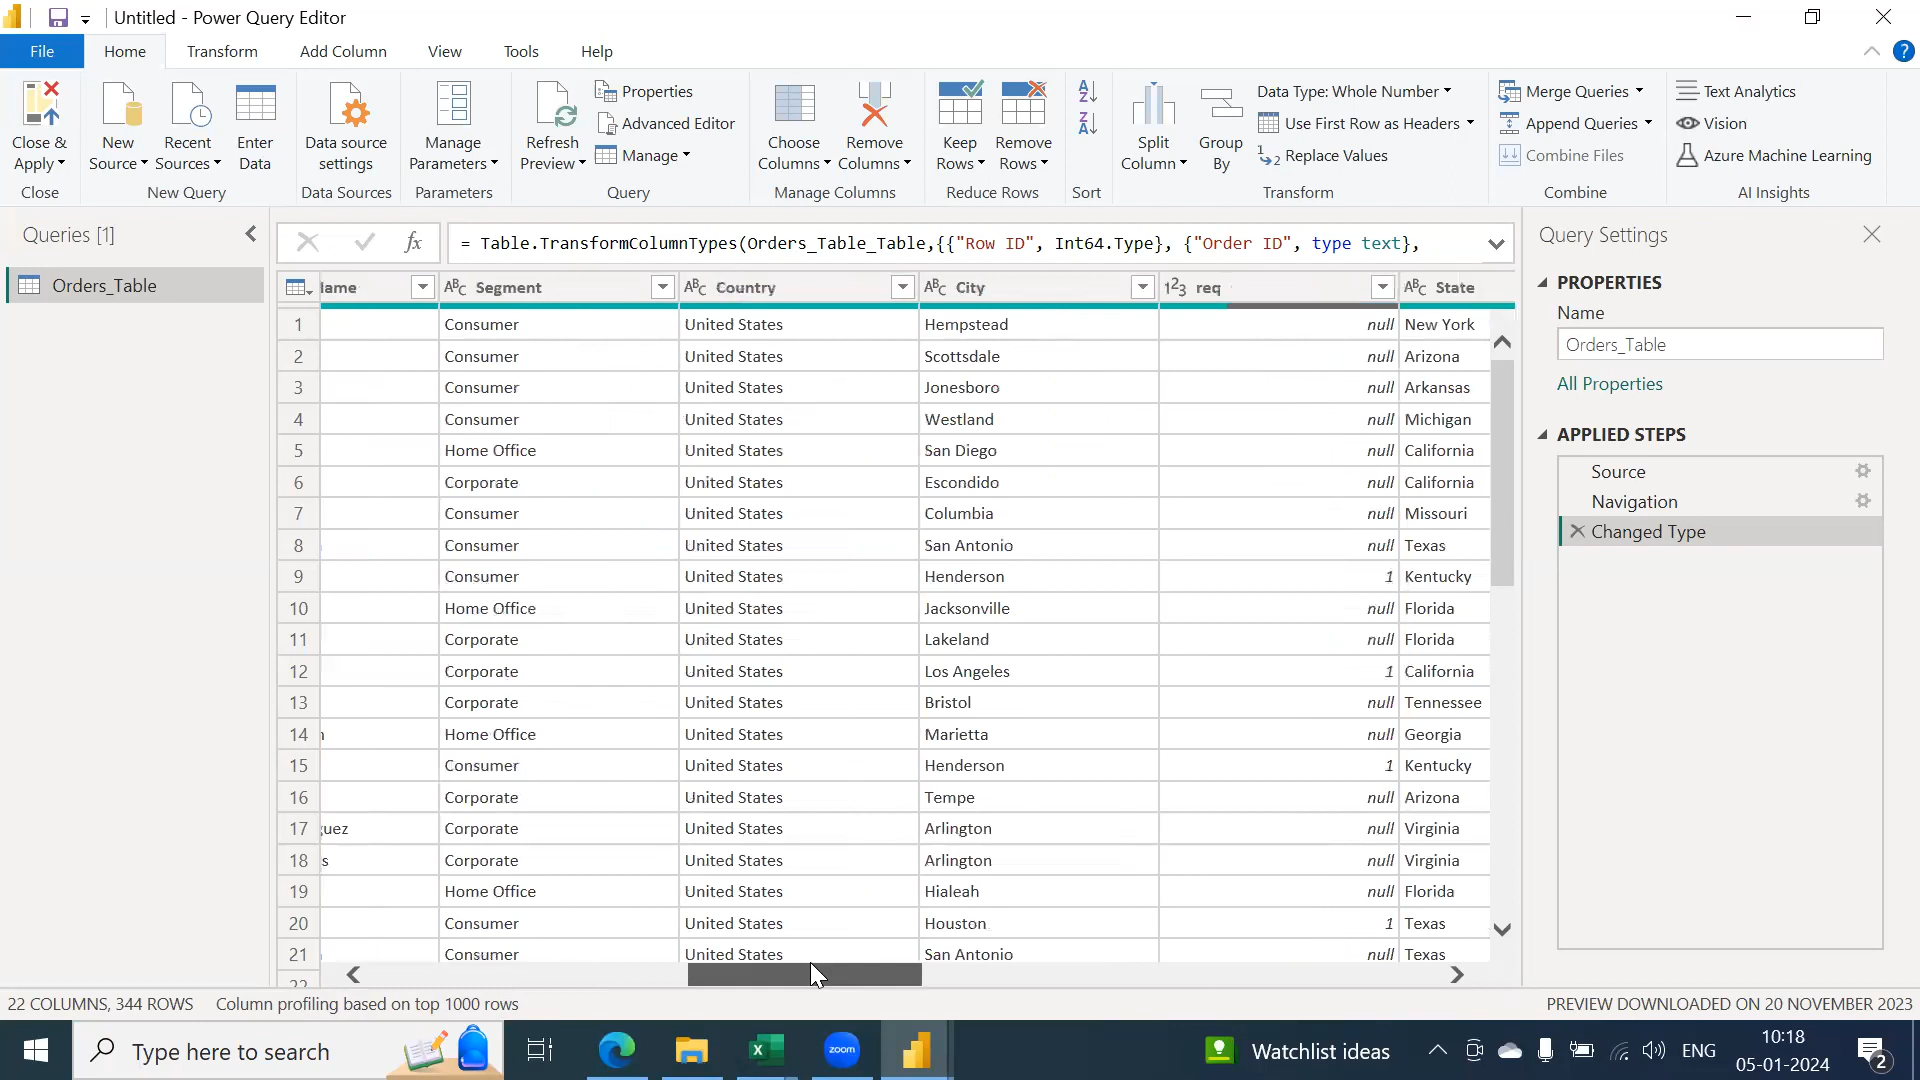 Untitled - Power Query Editor
File Home Transform Add Column View Tools Help
Close & Apply
New Source
Recent Sources
Enter Data
Data source settings
Manage Parameters
Refresh Preview
Properties
Advanced Editor
Manage
Choose Columns
Remove Columns
Keep Rows
Remove Rows
Split Column
Group By
Data Type: Whole Number
Use First Row as Headers
Replace Values
Merge Queries
Append Queries
Combine Files
Text Analytics
Vision
Azure Machine Learning
Close New Query Data Sources Parameters Query Manage Columns Reduce Rows Sort Transform Combine AI Insights
Queries [1]
Orders_Table
= Table.TransformColumnTypes(Orders_Table_Table,{{"Row ID", Int64.Type}, {"Order ID", type text},
lame ABC Segment ABC Country ABC City 123 req ABC State
1 Consumer United States Hempstead null New York
2 Consumer United States Scottsdale null Arizona
3 Consumer United States Jonesboro null Arkansas
4 Consumer United States Westland null Michigan
5 Home Office United States San Diego null California
6 Corporate United States Escondido null California
7 Consumer United States Columbia null Missouri
8 Consumer United States San Antonio null Texas
9 Consumer United States Henderson 1 Kentucky
10 Home Office United States Jacksonville null Florida
11 Corporate United States Lakeland null Florida
12 Corporate United States Los Angeles 1 California
13 Corporate United States Bristol null Tennessee
14 Home Office United States Marietta null Georgia
15 Consumer United States Henderson 1 Kentucky
16 Corporate United States Tempe null Arizona
17 guez Corporate United States Arlington null Virginia
18 s Corporate United States Arlington null Virginia
19 Home Office United States Hialeah null Florida
20 Consumer United States Houston 1 Texas
21 Consumer United States San Antonio null Texas
22
Query Settings
PROPERTIES
Name
Orders_Table
All Properties
APPLIED STEPS
Source
Navigation
Changed Type
22 COLUMNS, 344 ROWS Column profiling based on top 1000 rows
PREVIEW DOWNLOADED ON 20 NOVEMBER 2023
Type here to search
zoom
Watchlist ideas
ENG
10:18
05-01-2024
2